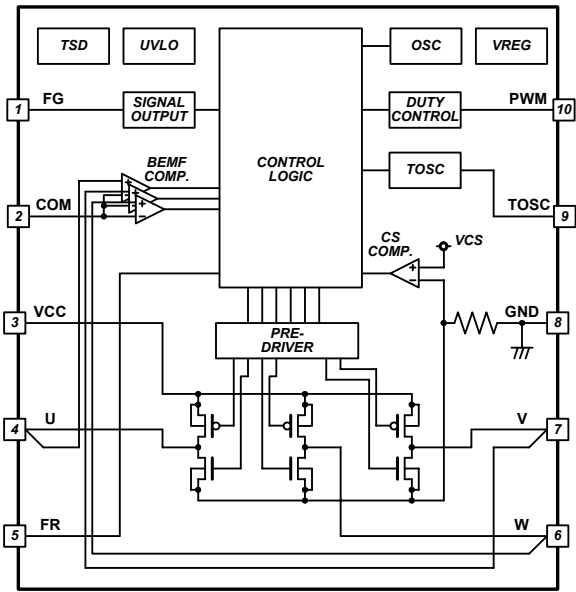 TSD
UVLO
OSC
VREG
1
FG
SIGNAL
OUTPUT
DUTY
CONTROL
PWM
10
BEMF
COMP.
CONTROL
LOGIC
TOSC
2
COM
TOSC
9
CS
COMP.
VCS
3
VCC
GND
8
PRE-
DRIVER
4
U
V
7
5
FR
W
6